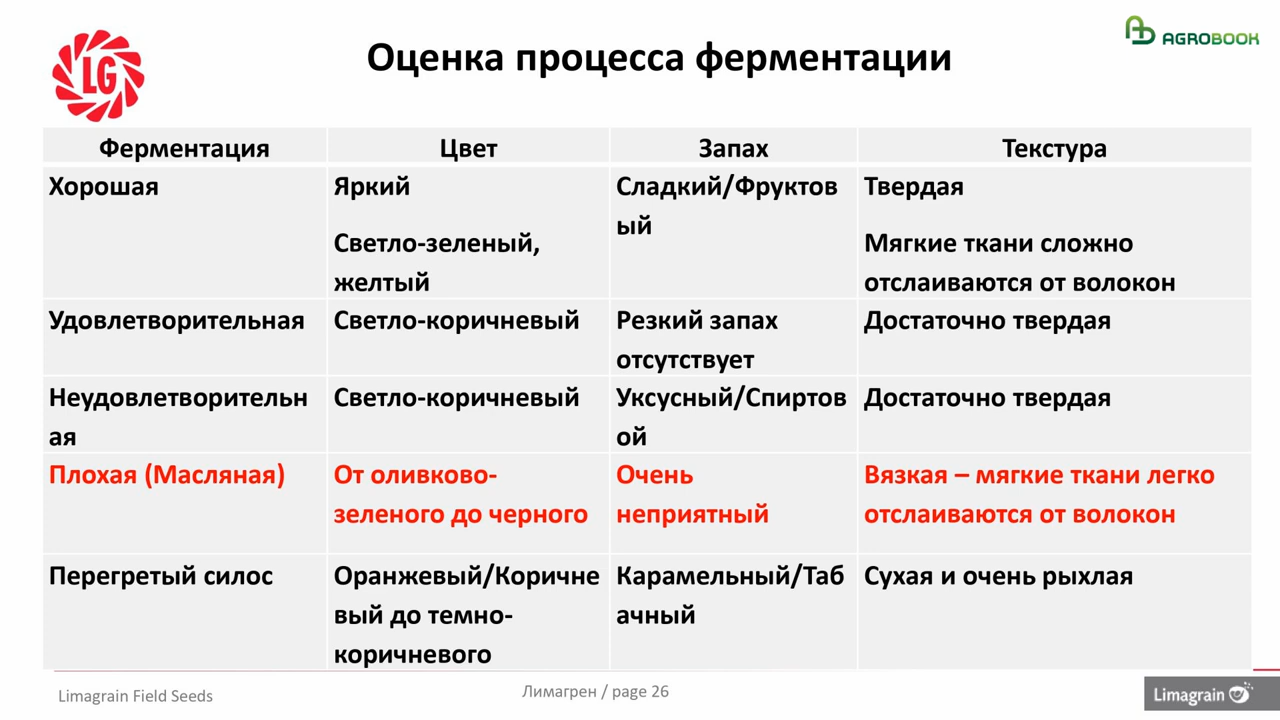 LG
AGROBOOK
Оценка процесса ферментации
Ферментация Цвет Запах Текстура
Хорошая
Яркий
Светло-зеленый,
желтый
Сладкий/Фруктов
ый
Твердая
Мягкие ткани сложно
отслаиваются от волокон
Удовлетворительная
Светло-коричневый
Резкий запах
отсутствует
Достаточно твердая
Неудовлетворительн
ая
Светло-коричневый
Уксусный/Спиртов
ой
Достаточно твердая
Плохая (Масляная)
От оливково-
зеленого до черного
Очень
неприятный
Вязкая – мягкие ткани легко
отслаиваются от волокон
Перегретый силос
Оранжевый/Коричне
вый до темно-
коричневого
Карамельный/Таб
ачный
Сухая и очень рыхлая
Limagrain Field Seeds
Лимагрен / page 26
Limagrain